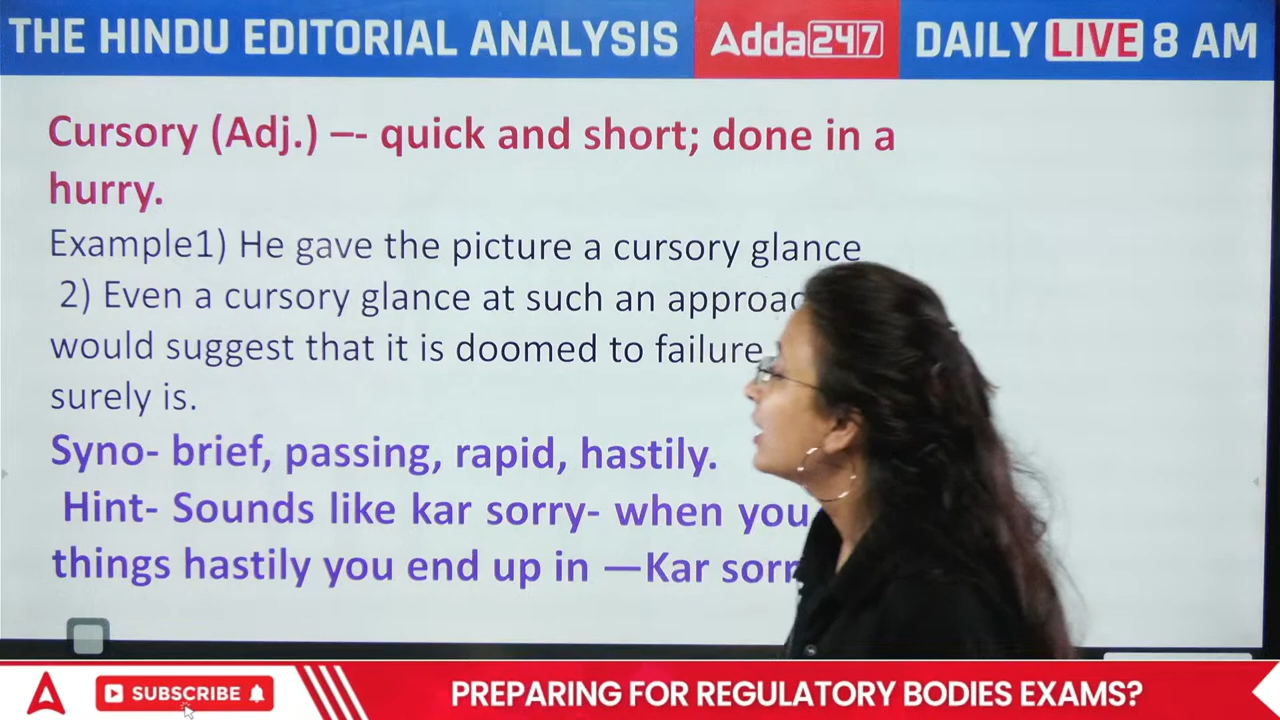 THE HINDU EDITORIAL ANALYSIS Adda247 DAILY LIVE 8 AM
Cursory (Adj.) –- quick and short; done in a
hurry.
Example1) He gave the picture a cursory glance
2) Even a cursory glance at such an
would suggest that it is doomed to failure
surely is.
Syno- brief, passing, rapid, hastily.
Hint- Sounds like kar sorry- when you
things hastily you end up in —Kar
SUBSCRIBE PREPARING FOR REGULATORY BODIES EXAMS?